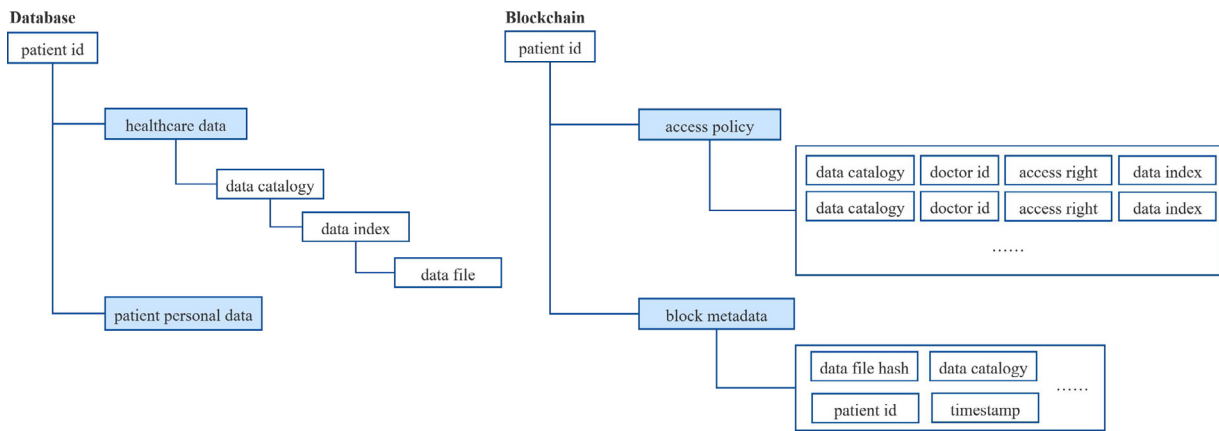 Database
patient id
healthcare data
data catalogy
data index
data file
patient personal data
Blockchain
patient id
access policy
data catalogy doctor id access right data index
data catalogy doctor id access right data index
......
block metadata
data file hash data catalogy ......
patient id timestamp